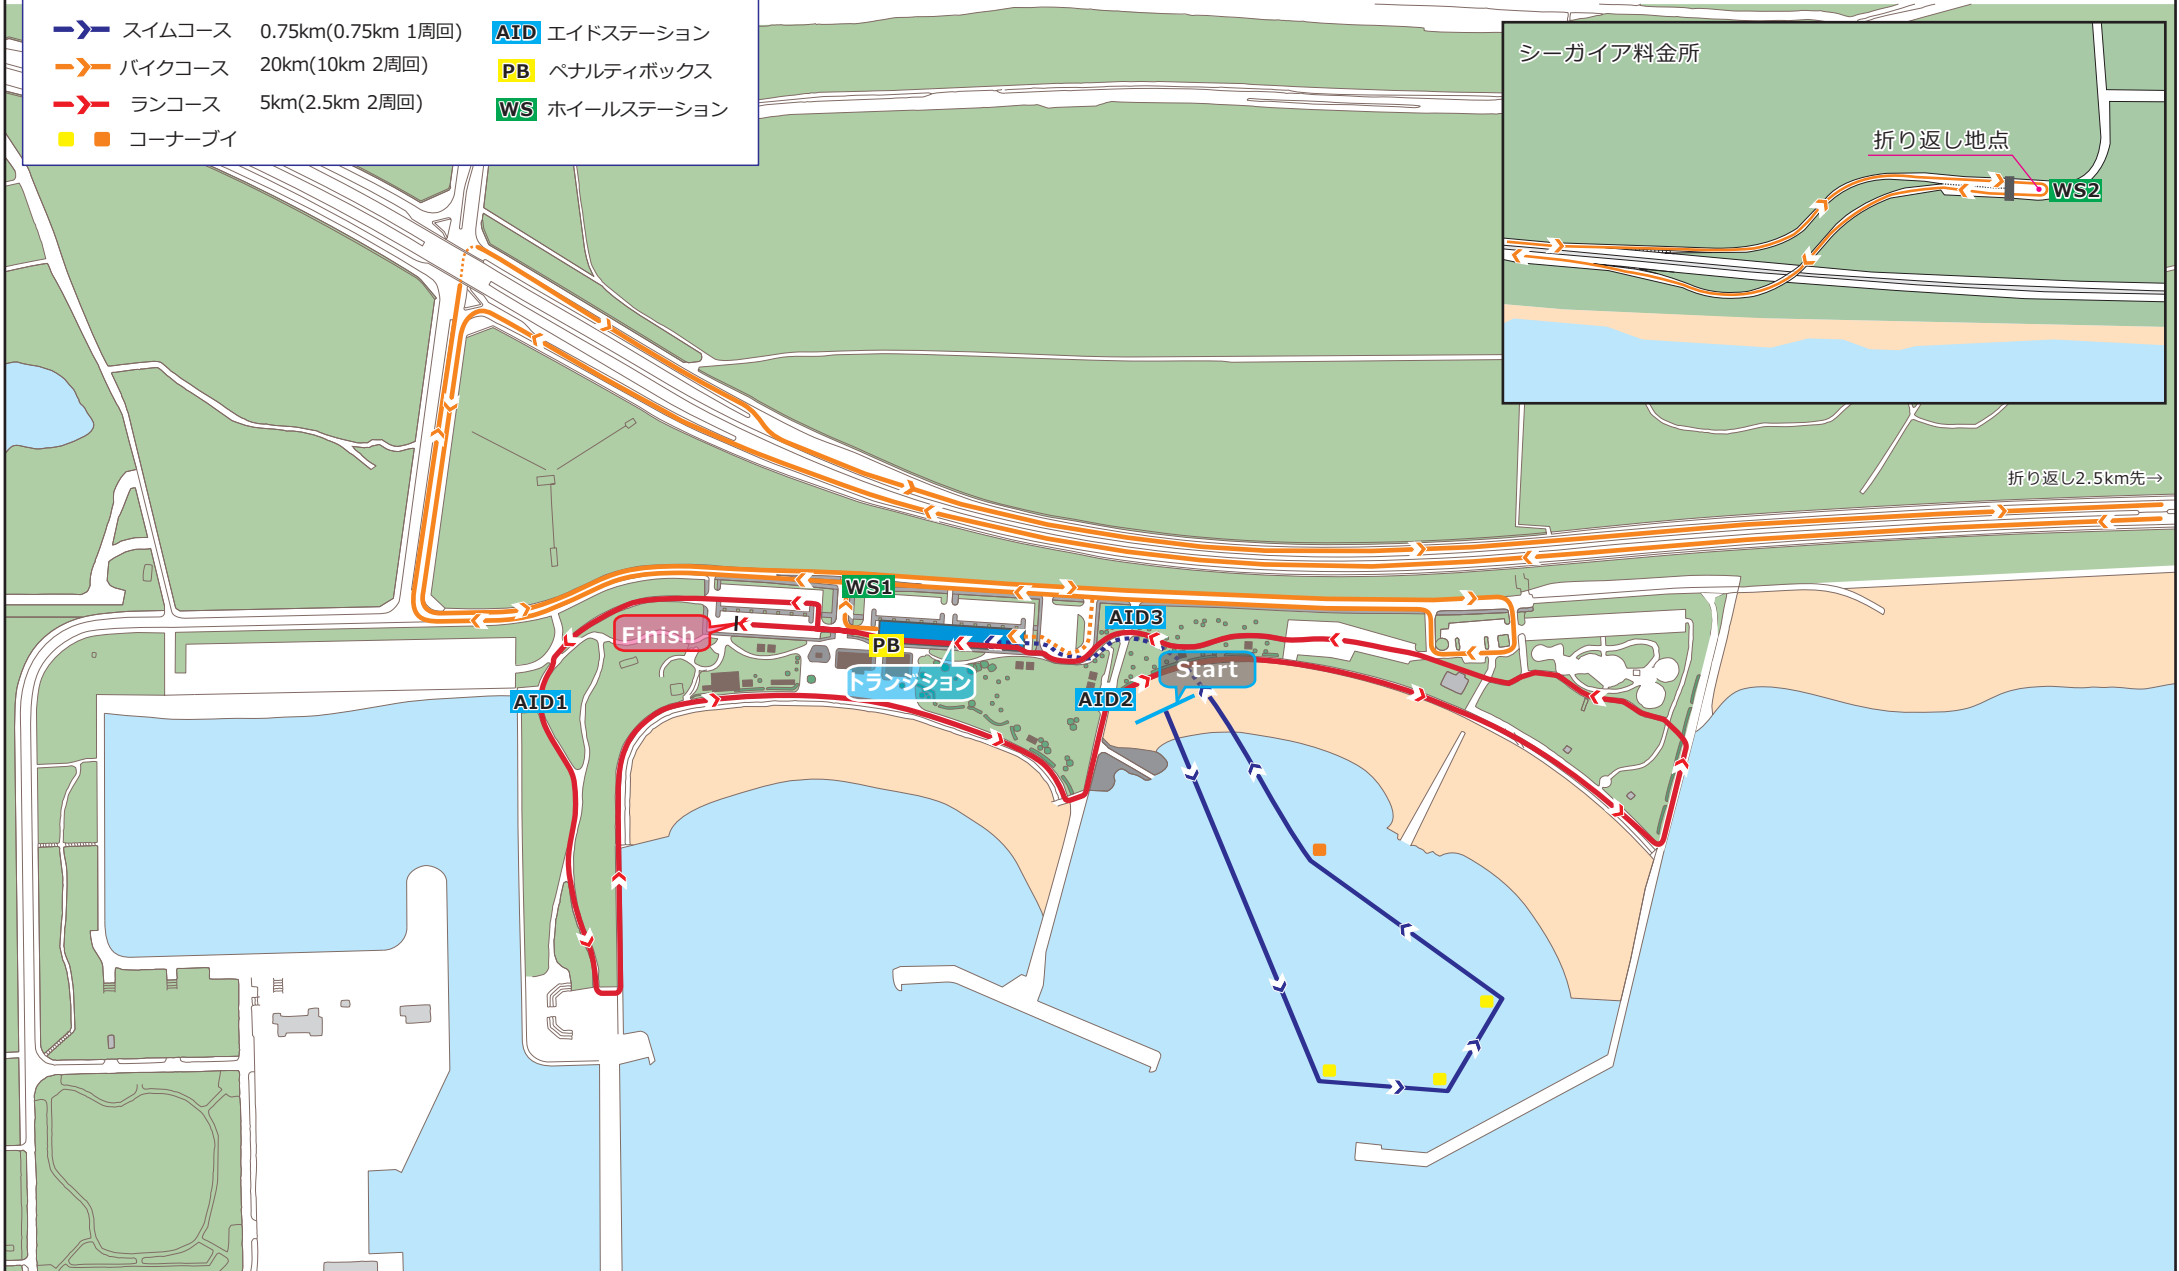 スイムコース 0.75km(0.75km 1周回)
AID エイドステーション
バイクコース 20km(10km 2周回)
PB ペナルティボックス
ランコース 5km(2.5km 2周回)
WS ホイールステーション
コーナーブイ
シーガイア料金所
折り返し地点
WS2
折り返し2.5km先→
WS1
AID3
Finish
PB
Start
トランジション
AID1
AID2